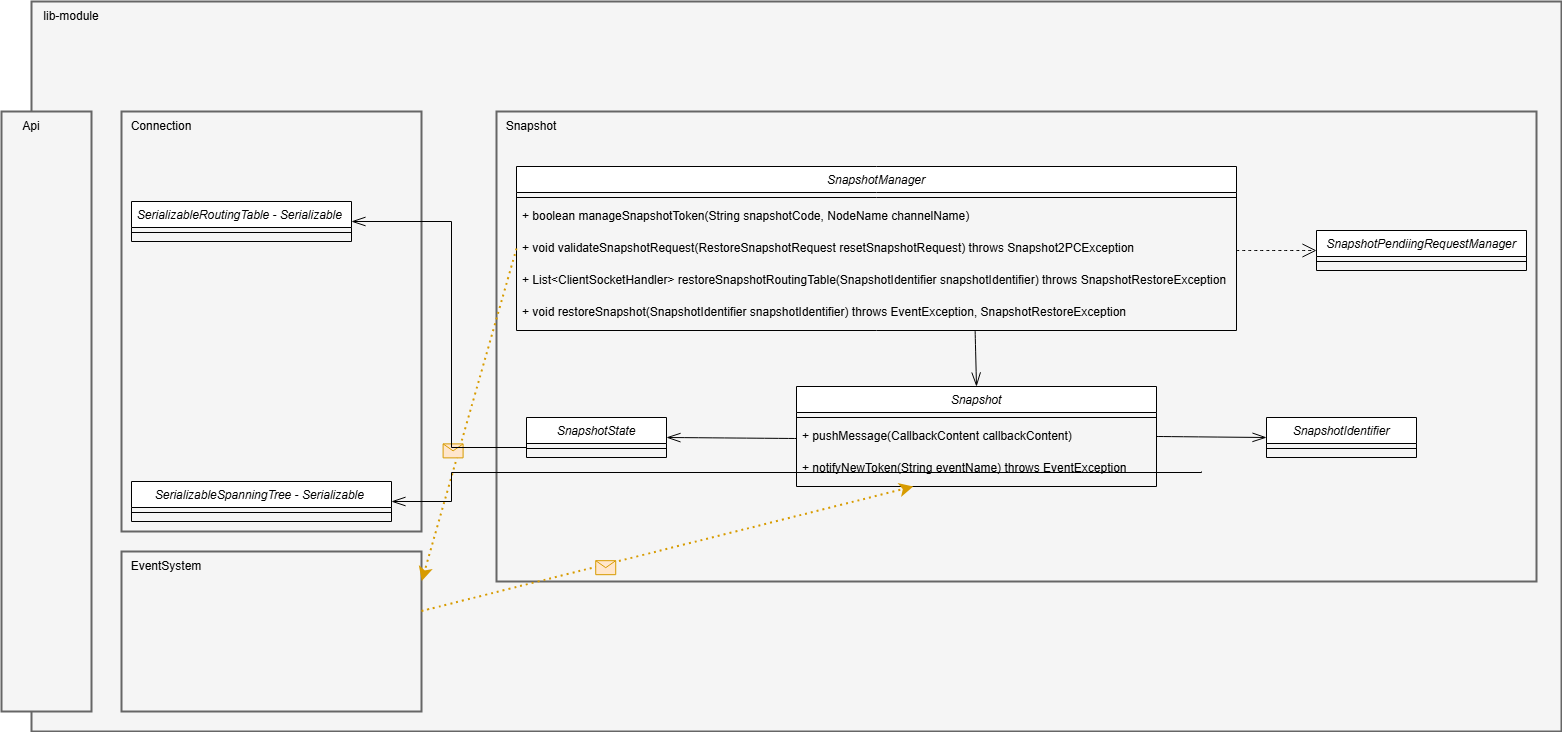 lib-module
Api
Connection
Snapshot
SnapshotManager
+ boolean manageSnapshotToken(String snapshotCode, NodeName channelName)
+ void validateSnapshotRequest(RestoreSnapshotRequest resetSnapshotRequest) throws Snapshot2PCException
+ List<ClientSocketHandler> restoreSnapshotRoutingTable(SnapshotIdentifier snapshotIdentifier) throws SnapshotRestoreException
+ void restoreSnapshot(SnapshotIdentifier snapshotIdentifier) throws EventException, SnapshotRestoreException
SnapshotPendiingRequestManager
SerializableRoutingTable - Serializable
Snapshot
+ pushMessage(CallbackContent callbackContent)
+ notifyNewToken(String eventName) throws EventException
SnapshotState
SnapshotIdentifier
SerializableSpanningTree - Serializable
EventSystem